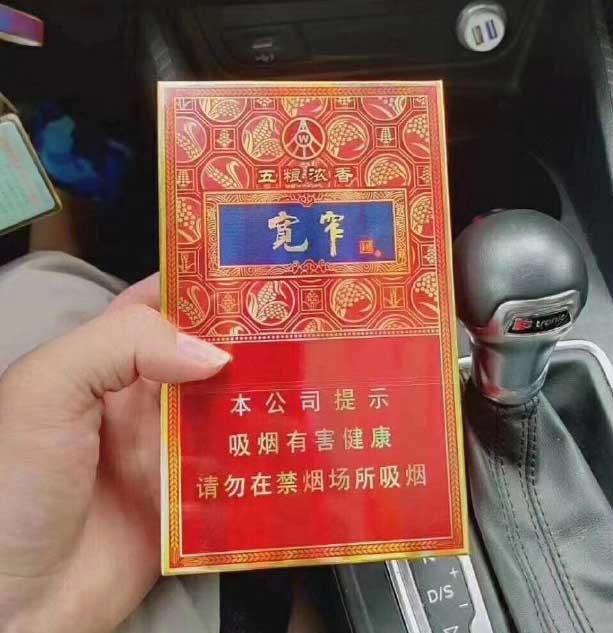 W
五粮浓香
宽窄
本公司提示
吸烟有害健康
请勿在禁烟场所吸烟
S tronic
N
+
D/S
-